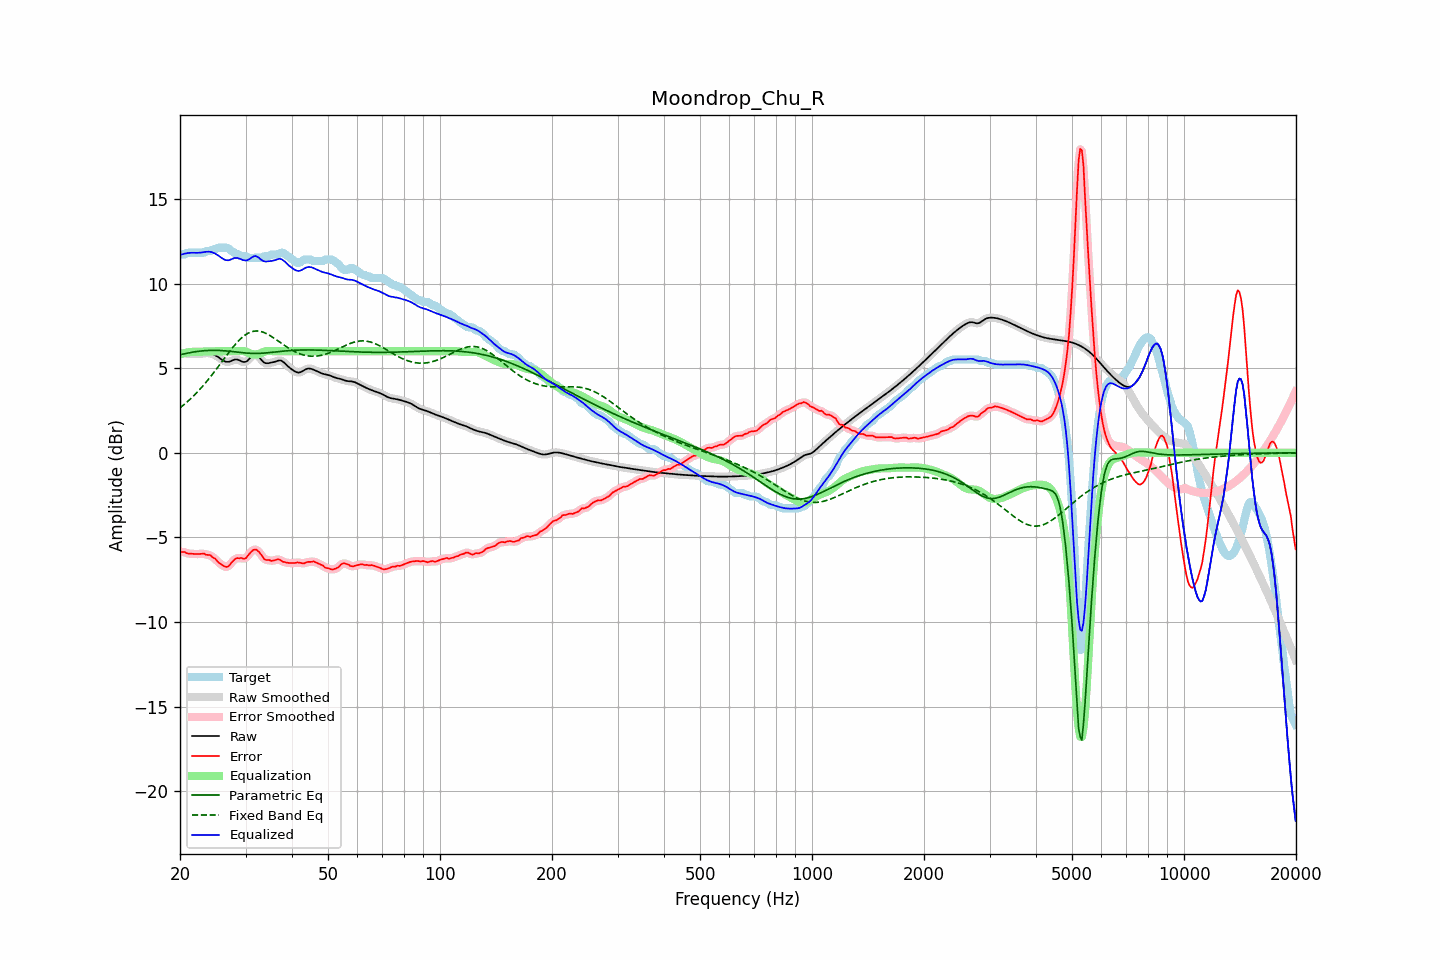 Moondrop_Chu_R
Amplitude (dBr)
15
10
5
0
−5
−10
−15
−20
Target
Raw Smoothed
Error Smoothed
Raw
Error
Equalization
Parametric Eq
Fixed Band Eq
Equalized
20
50
100
200
500
1000
2000
5000
10000
20000
Frequency (Hz)